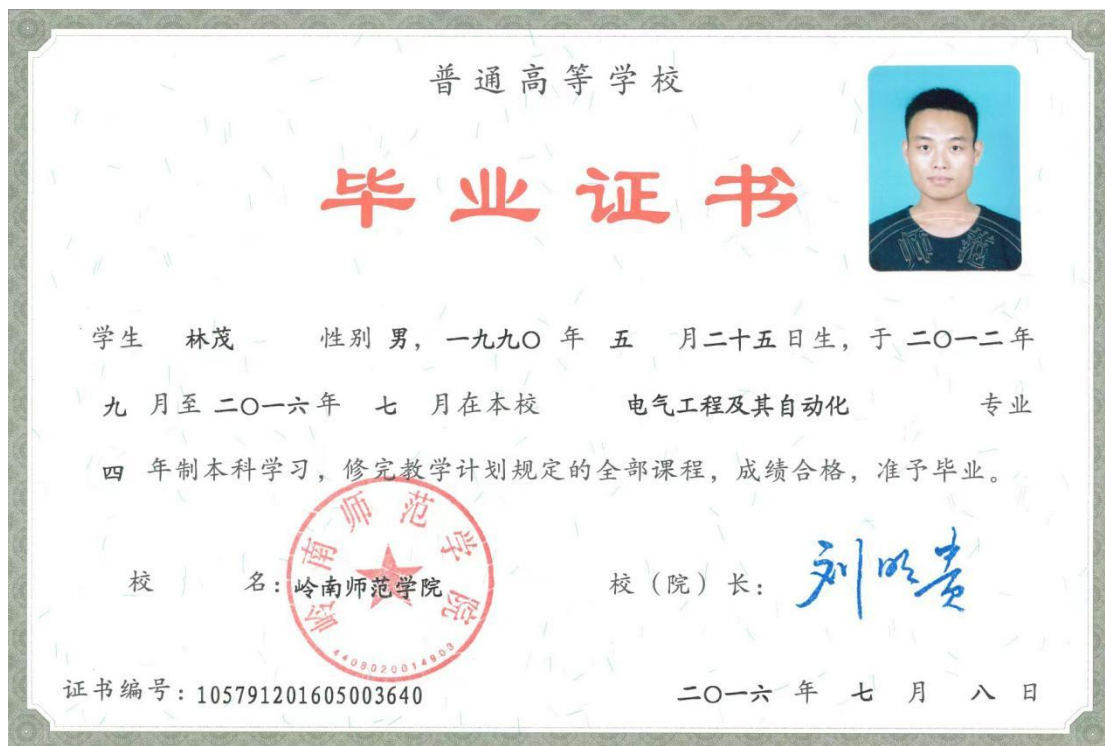 普通高等学校
毕业证书
学生 林茂 性别 男, 一九九〇 年 五 月二十五日生, 于 二〇一二年
九 月至 二〇一六年 七 月在本校 电气工程及其自动化 专业
四 年制本科学习, 修完教学计划规定的全部课程, 成绩合格, 准予毕业。
校 名: 岭南师范学院
岭南师范学院
4408020014903
校（院）长: 刘明贵
证书编号: 105791201605003640
二〇一六 年 七 月 八 日